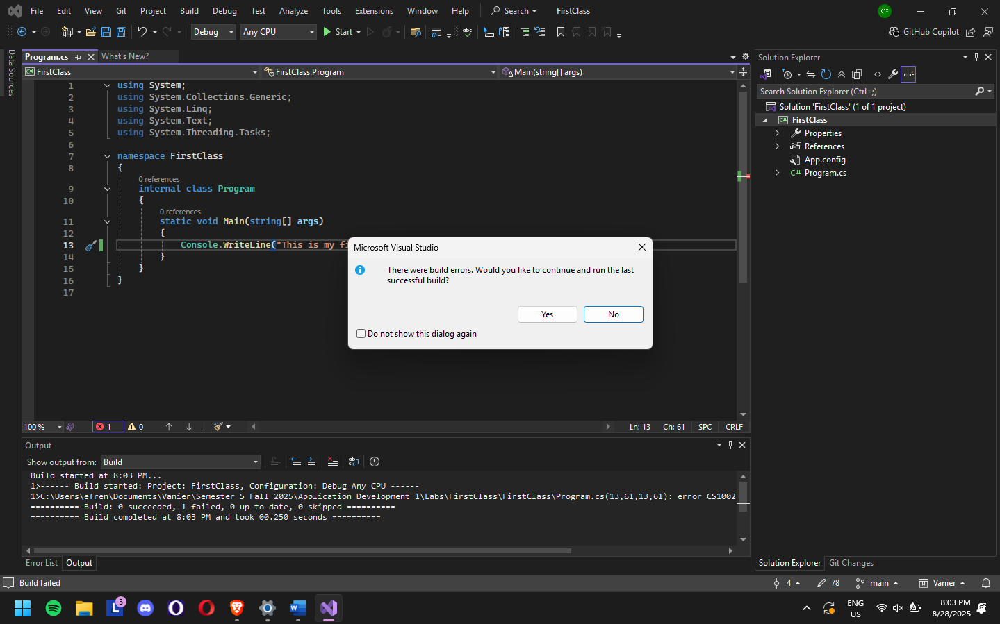 File Edit View Git Project Build Debug Test Analyze Tools Extensions Window Help Search FirstClass
Debug Any CPU Start GitHub Copilot
Data Sources
Program.cs What's New?
FirstClass FirstClass.Program Main(string[] args)
1 using System;
2 using System.Collections.Generic;
3 using System.Linq;
4 using System.Text;
5 using System.Threading.Tasks;
6
7 namespace FirstClass
8 {
0 references
9 internal class Program
10 {
0 references
11 static void Main(string[] args)
12 {
13 Console.WriteLine("This is my fi
14 }
15 }
16 }
17
Microsoft Visual Studio
There were build errors. Would you like to continue and run the last
successful build?
Yes No
Do not show this dialog again
100 % 1 0 Ln: 13 Ch: 61 SPC CRLF
Output
Show output from: Build
Build started at 8:03 PM...
1>------ Build started: Project: FirstClass, Configuration: Debug Any CPU ------
1>C:\Users\efren\Documents\Vanier\Semester 5 Fall 2025\Application Development 1\Labs\FirstClass\FirstClass\Program.cs(13,61,13,61): error CS1002
========== Build: 0 succeeded, 1 failed, 0 up-to-date, 0 skipped ==========
========== Build completed at 8:03 PM and took 00.250 seconds ==========
Error List Output
Solution Explorer
Search Solution Explorer (Ctrl+;)
Solution 'FirstClass' (1 of 1 project)
FirstClass
Properties
References
App.config
C# Program.cs
Solution Explorer Git Changes
Build failed 4 78 main Vanier
3
ENG
US
8:03 PM
8/28/2025